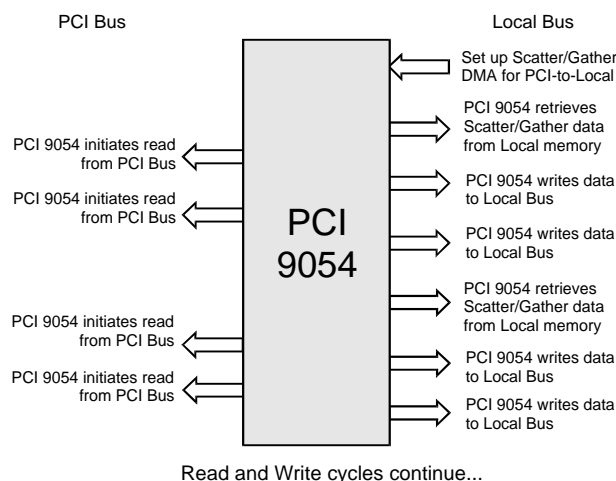 PCI Bus
Local Bus
Set up Scatter/Gather
DMA for PCI-to-Local
PCI 9054 retrieves
Scatter/Gather data
from Local memory
PCI 9054 initiates read
from PCI Bus
PCI 9054 writes data
to Local Bus
PCI 9054 initiates read
from PCI Bus
PCI
9054
PCI 9054 writes data
to Local Bus
PCI 9054 retrieves
Scatter/Gather data
from Local memory
PCI 9054 initiates read
from PCI Bus
PCI 9054 writes data
to Local Bus
PCI 9054 initiates read
from PCI Bus
PCI 9054 writes data
to Local Bus
Read and Write cycles continue...